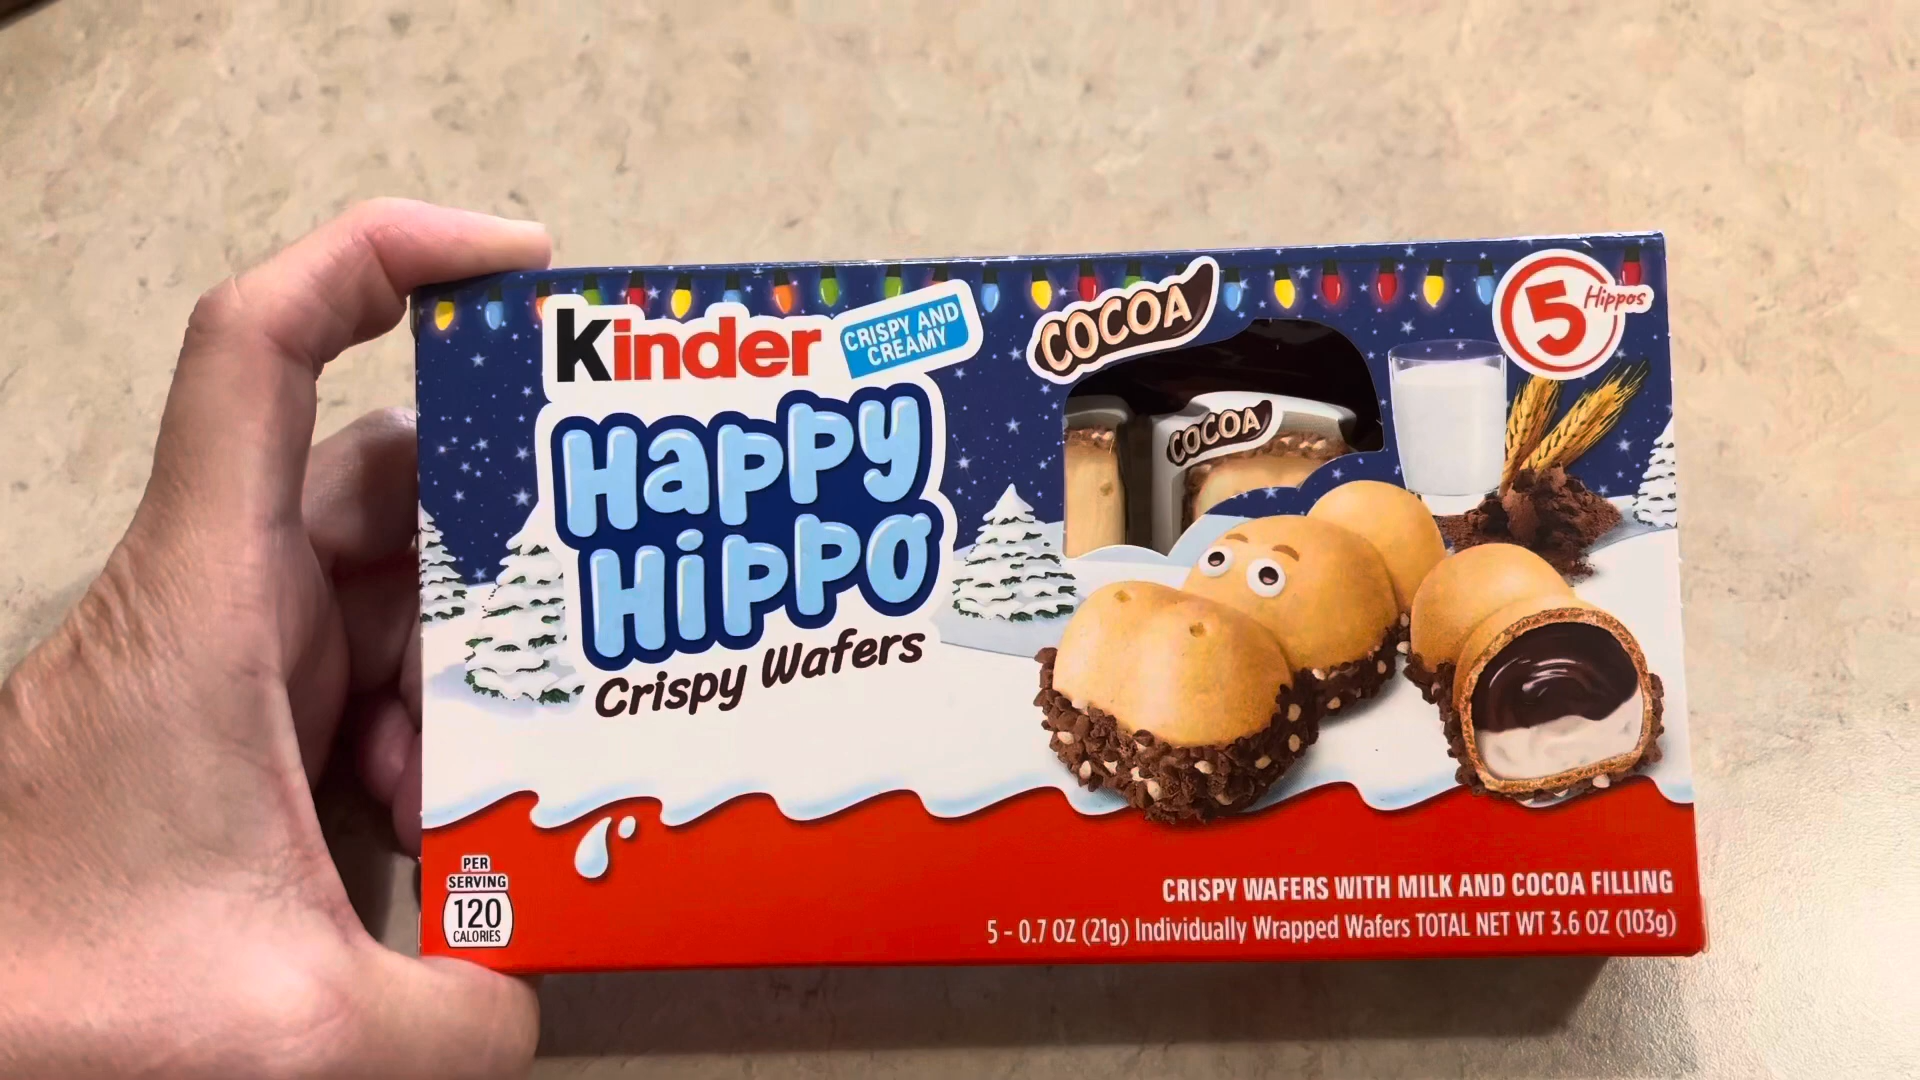 Kinder
CRISPY AND
CREAMY
COCOA
5 Hippos
Happy
Hippo
Crispy Wafers
COCOA
PER
SERVING
120
CALORIES
CRISPY WAFERS WITH MILK AND COCOA FILLING
5 - 0.7 OZ (21g) Individually Wrapped Wafers TOTAL NET WT 3.6 OZ (103g)